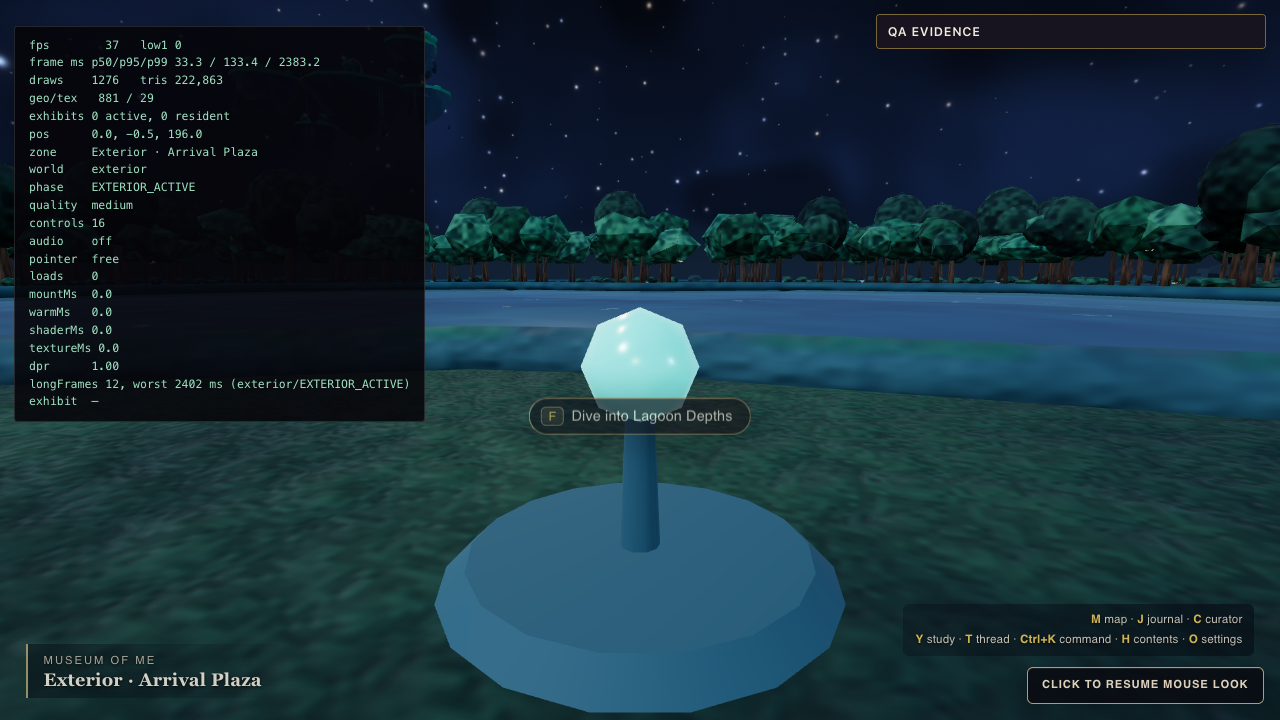 fps 37 low1 0
frame ms p50/p95/p99 33.3 / 133.4 / 2383.2
draws 1276 tris 222,863
geo/tex 881 / 29
exhibits 0 active, 0 resident
pos 0.0, −0.5, 196.0
zone Exterior · Arrival Plaza
world exterior
phase EXTERIOR_ACTIVE
quality medium
controls 16
audio off
pointer free
loads 0
mountMs 0.0
warmMs 0.0
shaderMs 0.0
textureMs 0.0
dpr 1.00
longFrames 12, worst 2402 ms (exterior/EXTERIOR_ACTIVE)
exhibit —
QA EVIDENCE
F Dive into Lagoon Depths
MUSEUM OF ME
Exterior · Arrival Plaza
M map · J journal · C curator
Y study · T thread · Ctrl+K command · H contents · O settings
CLICK TO RESUME MOUSE LOOK